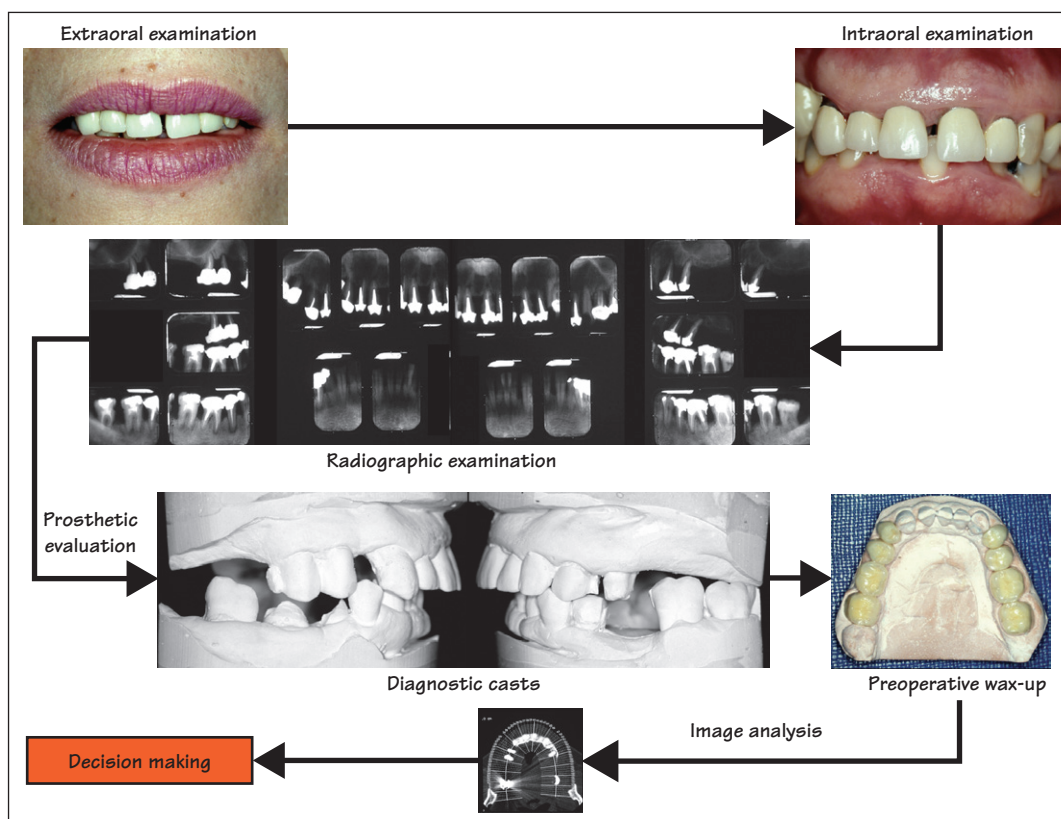 Extraoral examination
Intraoral examination
Radiographic examination
Prosthetic
evaluation
Diagnostic casts
Preoperative wax-up
Image analysis
Decision making